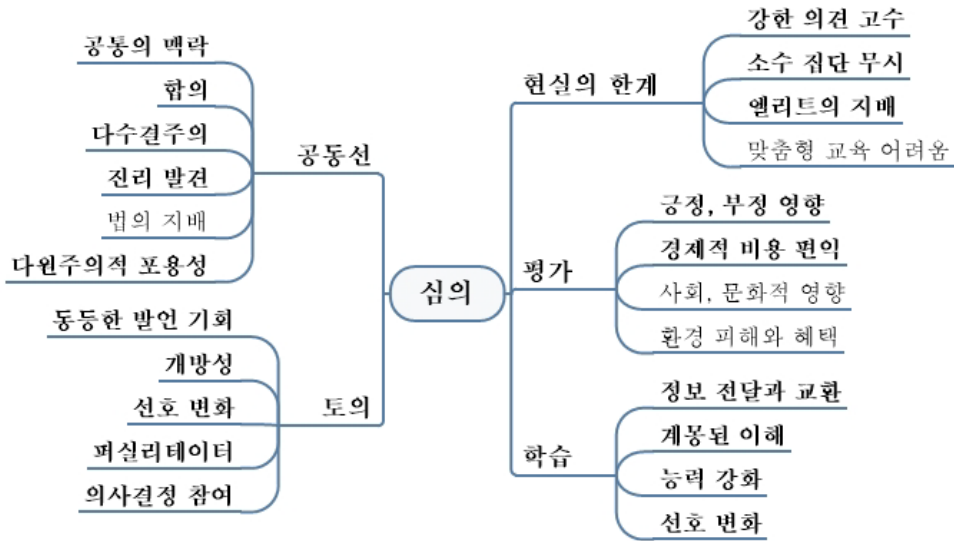 심의
공동선
공통의 맥락
합의
다수결주의
진리 발견
법의 지배
다원주의적 포용성
토의
동등한 발언 기회
개방성
선호 변화
퍼실리테이터
의사결정 참여
현실의 한계
강한 의견 고수
소수 집단 무시
엘리트의 지배
맞춤형 교육 어려움
평가
긍정, 부정 영향
경제적 비용 편익
사회, 문화적 영향
환경 피해와 혜택
학습
정보 전달과 교환
계몽된 이해
능력 강화
선호 변화